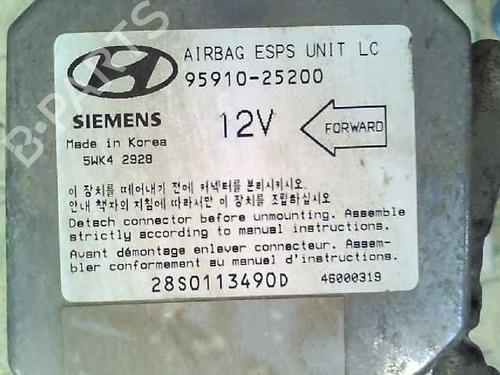 AIRBAG ESPS UNIT LC
95910-25200
SIEMENS
12V
FORWARD
Made in Korea
5WK4 2928
이 장치를 떼어내기 전에 커넥터를 분리시키시오.
안내 책자의 지침에 따라서만 이 장치를 조립하십시오
Detach connector before unmounting. Assemble
strictly according to manual instructions.
Avant démontage enlever connecteur. Assem-
bler conformement au manuel d'instructions.
28S0113490D
46000319
B-PARTS